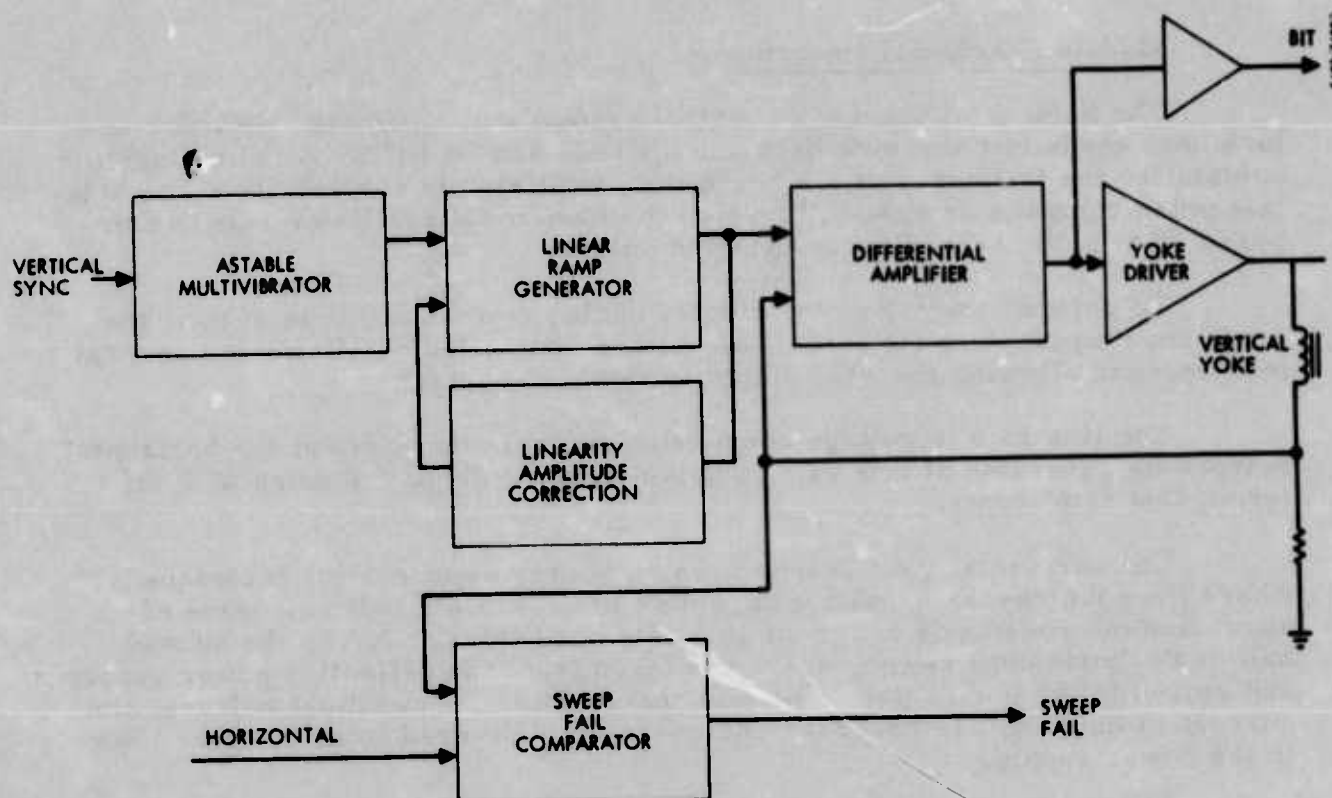 BIT
VERTICAL
SYNC
ASTABLE
MULTIVIBRATOR
LINEAR
RAMP
GENERATOR
DIFFERENTIAL
AMPLIFIER
YOKE
DRIVER
VERTICAL
YOKE
LINEARITY
AMPLITUDE
CORRECTION
HORIZONTAL
SWEEP
FAIL
COMPARATOR
SWEEP
FAIL